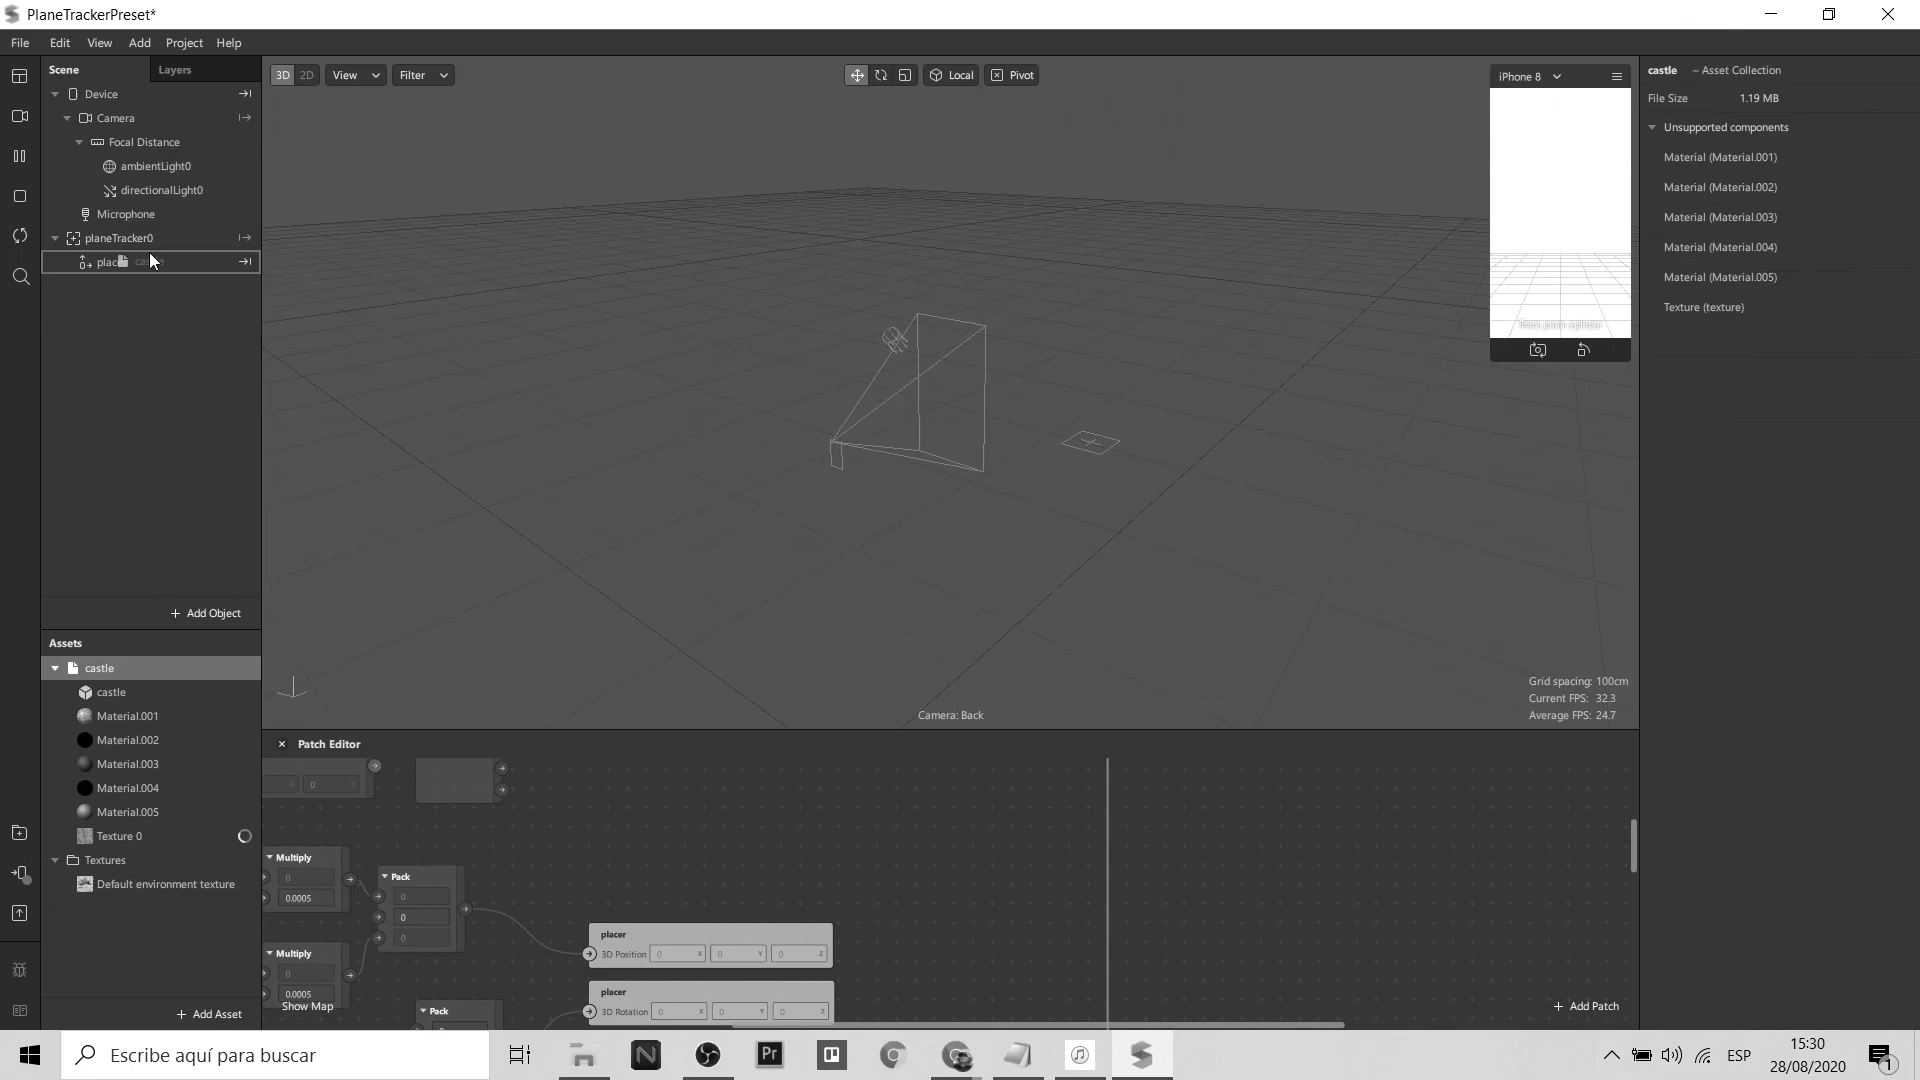 PlaneTrackerPreset*
File Edit View Add Project Help
Scene Layers
Device
Camera
Focal Distance
ambientLight0
directionalLight0
Microphone
planeTracker0
Add Object
Assets
castle
castle
Material.001
Material.002
Material.003
Material.004
Material.005
Texture 0
Textures
Default environment texture
Add Asset
3D 2D View Filter Local Pivot
iPhone 8
Grid spacing: 100cm
Current FPS: 32.3
Camera: Back
Average FPS: 24.7
Patch Editor
0
Multiply
0
0.0005
Pack
0
0
0
Multiply
0
0.0005
Show Map
Pack
placer
3D Position 0 X 0 Y 0 Z
placer
3D Rotation 0 X 0 Y 0 Z
Add Patch
castle – Asset Collection
File Size 1.19 MB
Unsupported components
Material (Material.001)
Material (Material.002)
Material (Material.003)
Material (Material.004)
Material (Material.005)
Texture (texture)
Escribe aquí para buscar
N
Pr
ESP
15:30
28/08/2020
1